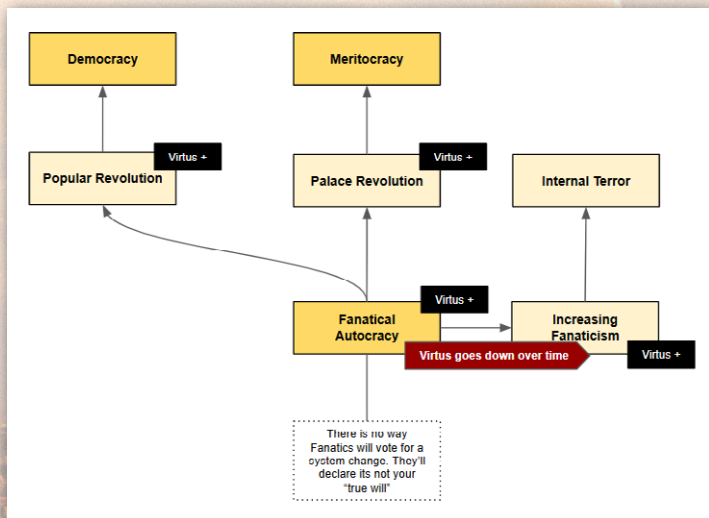 Democracy
Meritocracy
Virtus +
Virtus +
Popular Revolution
Palace Revolution
Internal Terror
Virtus +
Fanatical
Autocracy
Increasing
Fanaticism
Virtus goes down over time
Virtus +
There is no way
Fanatics will vote for a
system change. They'll
declare its not your
"true will"